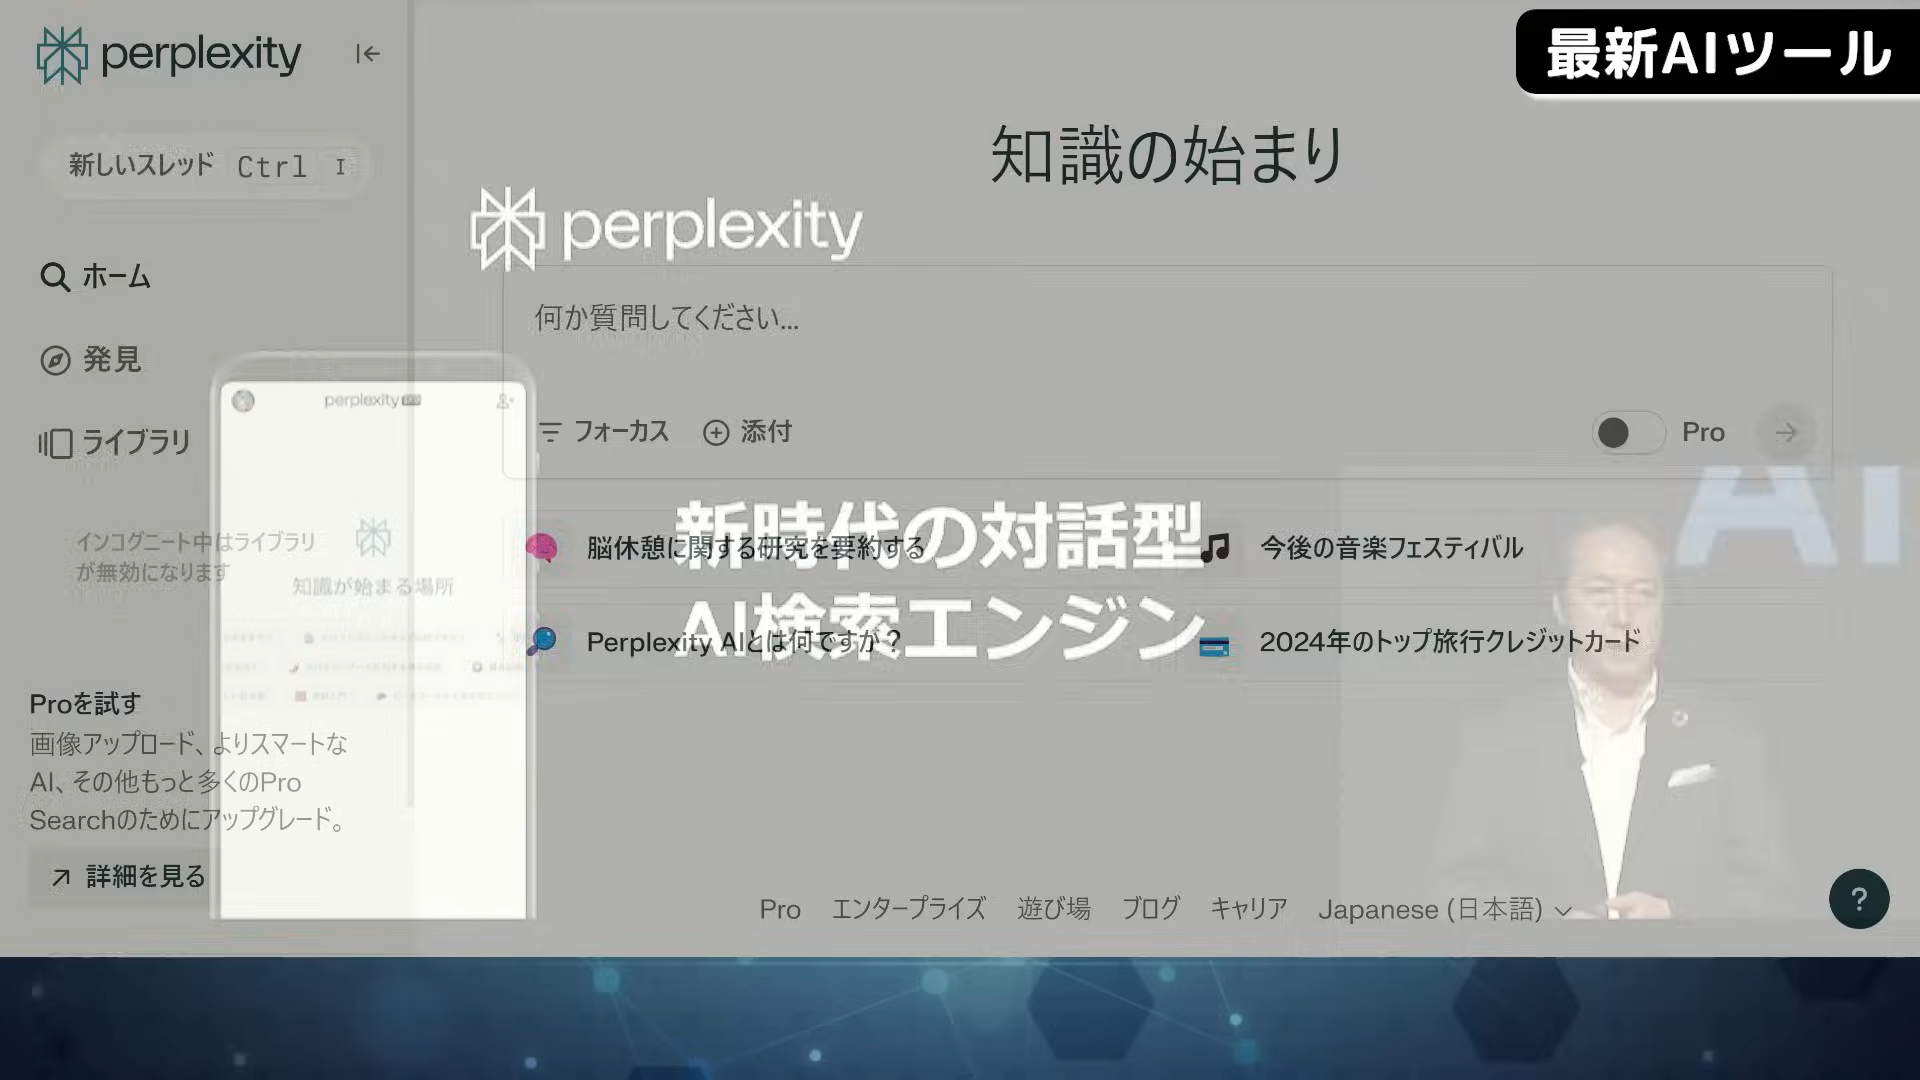 perplexity
最新AIツール
新しいスレッド Ctrl I
知識の始まり
perplexity
ホーム
何か質問してください...
発見
perplexity
フォーカス
添付
Pro
ライブラリ
AI
新時代の対話型
AI検索エンジン
インコグニート中はライブラリ
が無効になります
知識が始まる場所
脳休憩に関する研究を要約する
今後の音楽フェスティバル
Perplexity AIとは何ですか?
2024年のトップ旅行クレジットカード
Proを試す
画像アップロード、よりスマートな
AI、その他もっと多くのPro
Searchのためにアップグレード。
詳細を見る
Pro エンタープライズ 遊び場 ブログ キャリア Japanese (日本語)
?